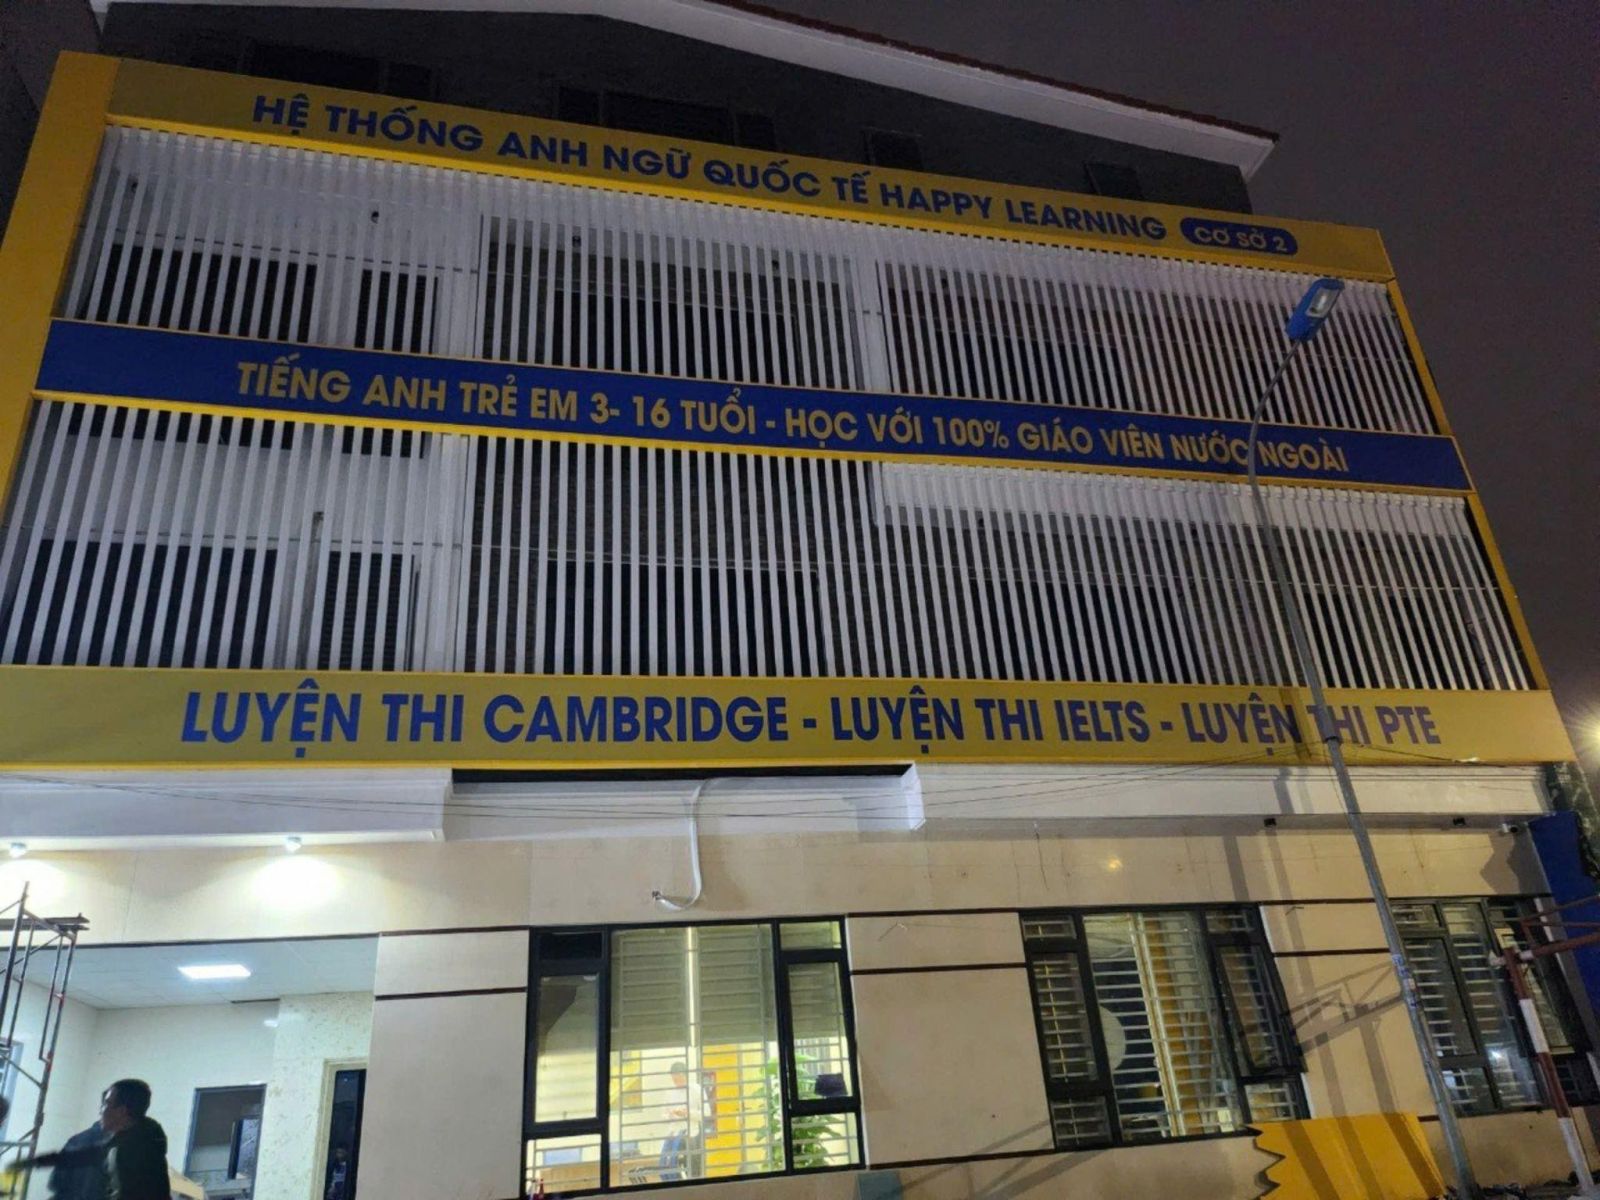 HỆ THỐNG ANH NGỮ QUỐC TẾ HAPPY LEARNING CƠ SỞ 2
TIẾNG ANH TRẺ EM 3- 16 TUỔI - HỌC VỚI 100% GIÁO VIÊN NƯỚC NGOÀI
LUYỆN THI CAMBRIDGE - LUYỆN THI IELTS - LUYỆN THI PTE